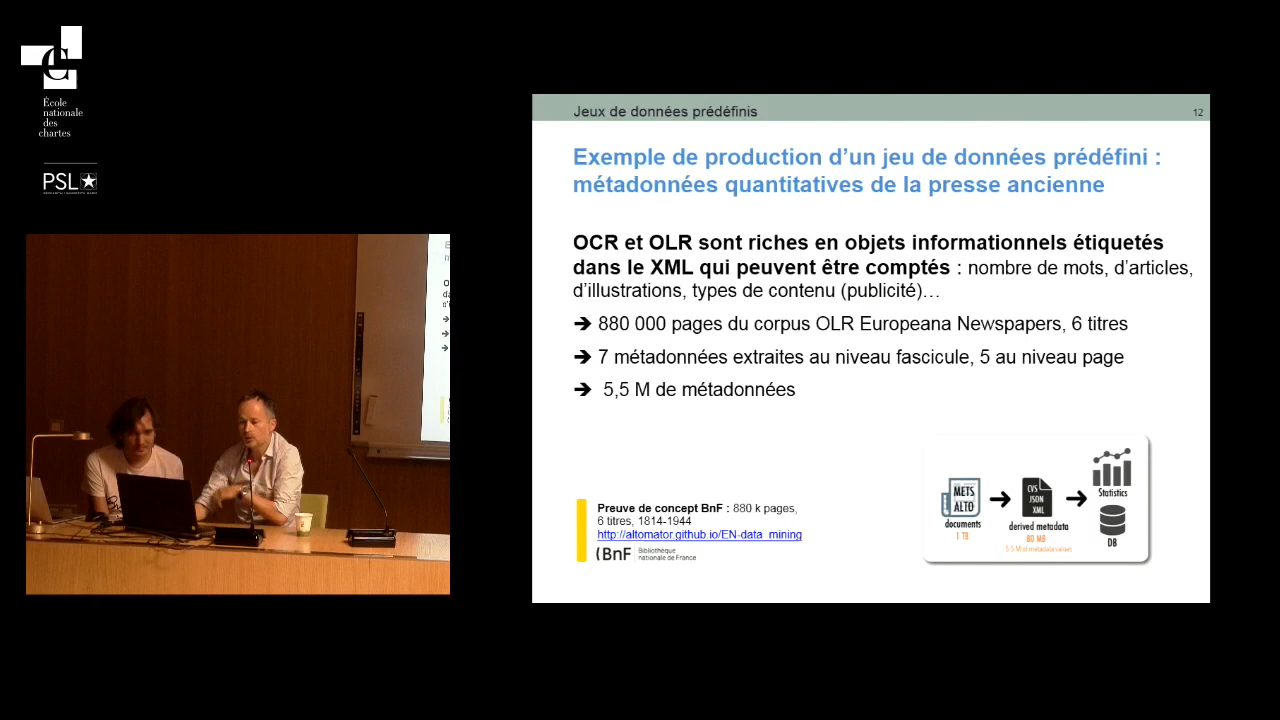 École
nationale
des
chartes
PSL
Jeux de données prédéfinis
12
Exemple de production d’un jeu de données prédéfini :
métadonnées quantitatives de la presse ancienne
OCR et OLR sont riches en objets informationnels étiquetés
dans le XML qui peuvent être comptés : nombre de mots, d’articles,
d’illustrations, types de contenu (publicité)…
➔ 880 000 pages du corpus OLR Europeana Newspapers, 6 titres
➔ 7 métadonnées extraites au niveau fascicule, 5 au niveau page
➔ 5,5 M de métadonnées
Preuve de concept BnF : 880 k pages,
6 titres, 1814-1944
http://altomator.github.io/EN-data_mining
(BnF Bibliothèque
nationale de France
METS
ALTO
documents
1 TB
CVS
JSON
XML
derived metadata
80 MB
5.5 M of metadata values
Statistics
DB